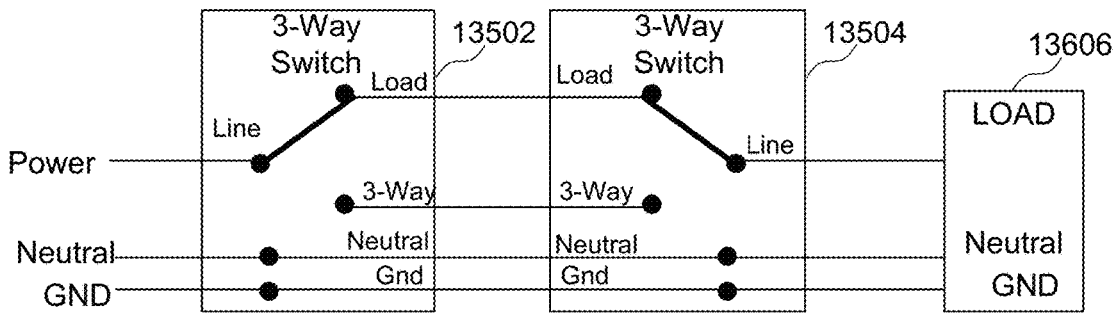 3-Way
Switch
13502
3-Way
Switch
13504
13606
Load
Load
LOAD
Line
Line
Power
3-Way
3-Way
Neutral
Neutral
Neutral
Neutral
GND
Gnd
Gnd
GND